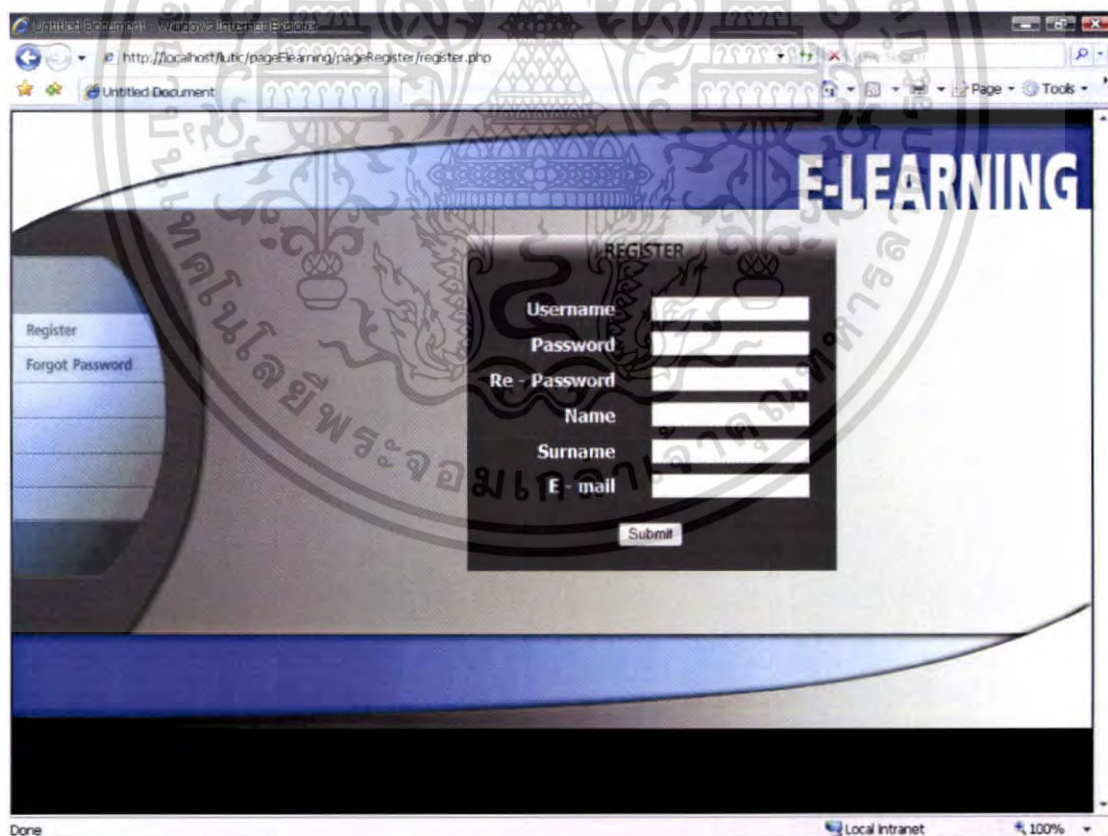 Untitled Document - Windows Internet Explorer
http://localhost/lutic/pageElearning/pageRegister/register.php
Untitled Document
Page
Tools
E-LEARNING
REGISTER
Username
Password
Re - Password
Name
Surname
E - mail
Submit
Register
Forgot Password
Done
Local intranet
100%